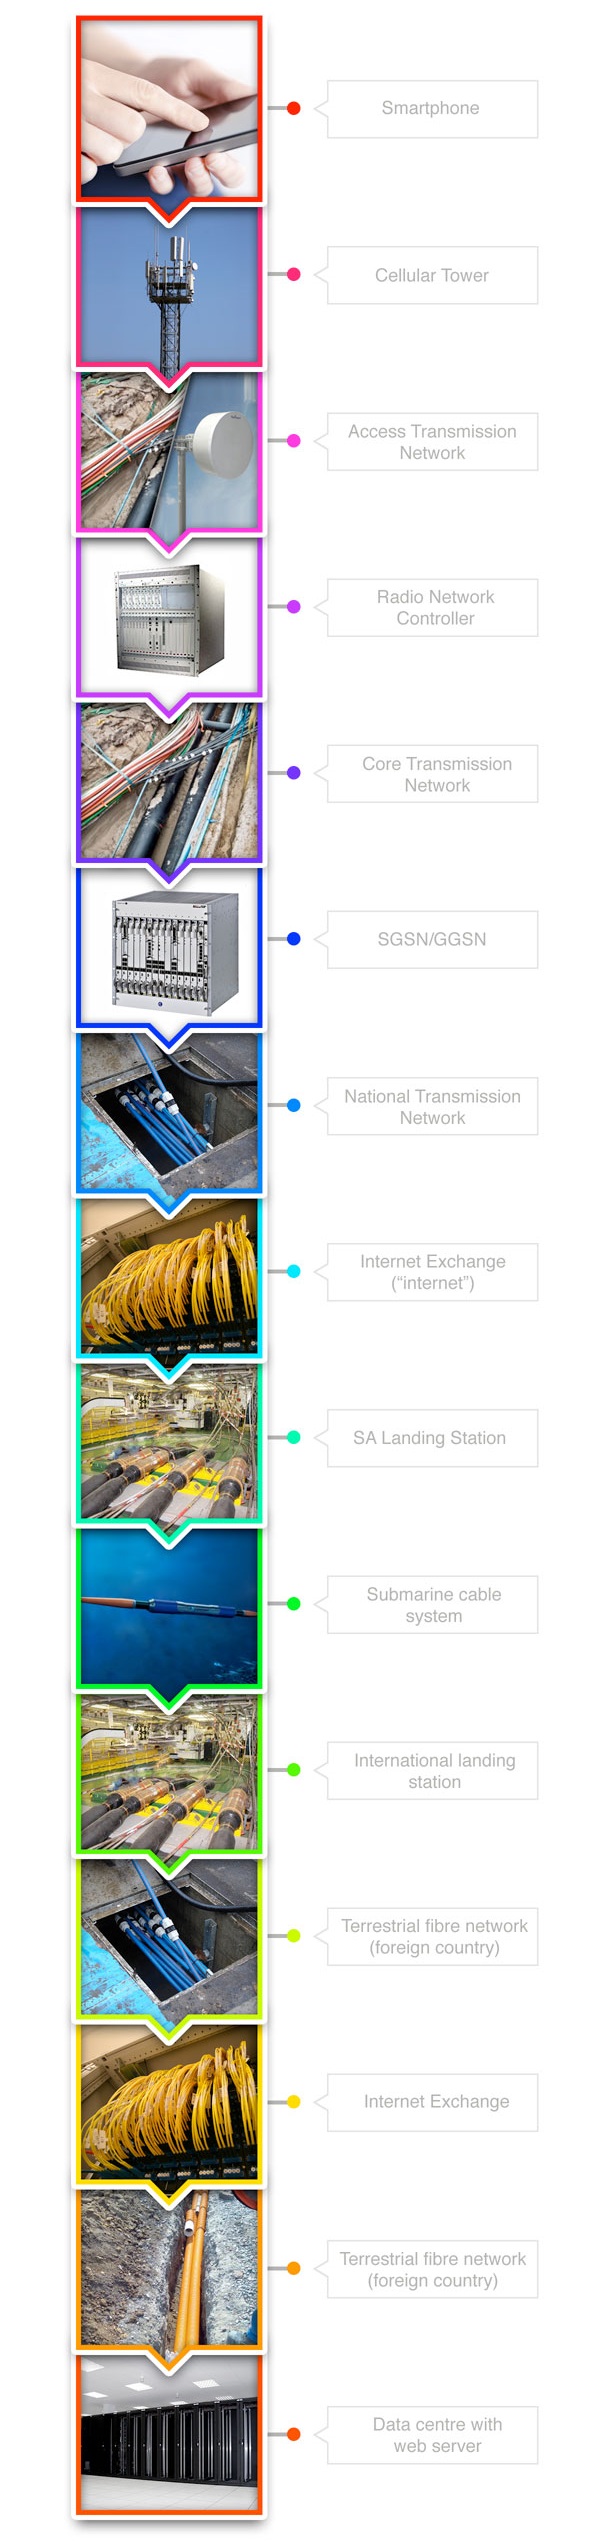 Smartphone
Cellular Tower
Access Transmission
Network
Radio Network
Controller
Core Transmission
Network
SGSN/GGSN
National Transmission
Network
Internet Exchange
(“internet”)
SA Landing Station
Submarine cable
system
International landing
station
Terrestrial fibre network
(foreign country)
Internet Exchange
Terrestrial fibre network
(foreign country)
Data centre with
web server